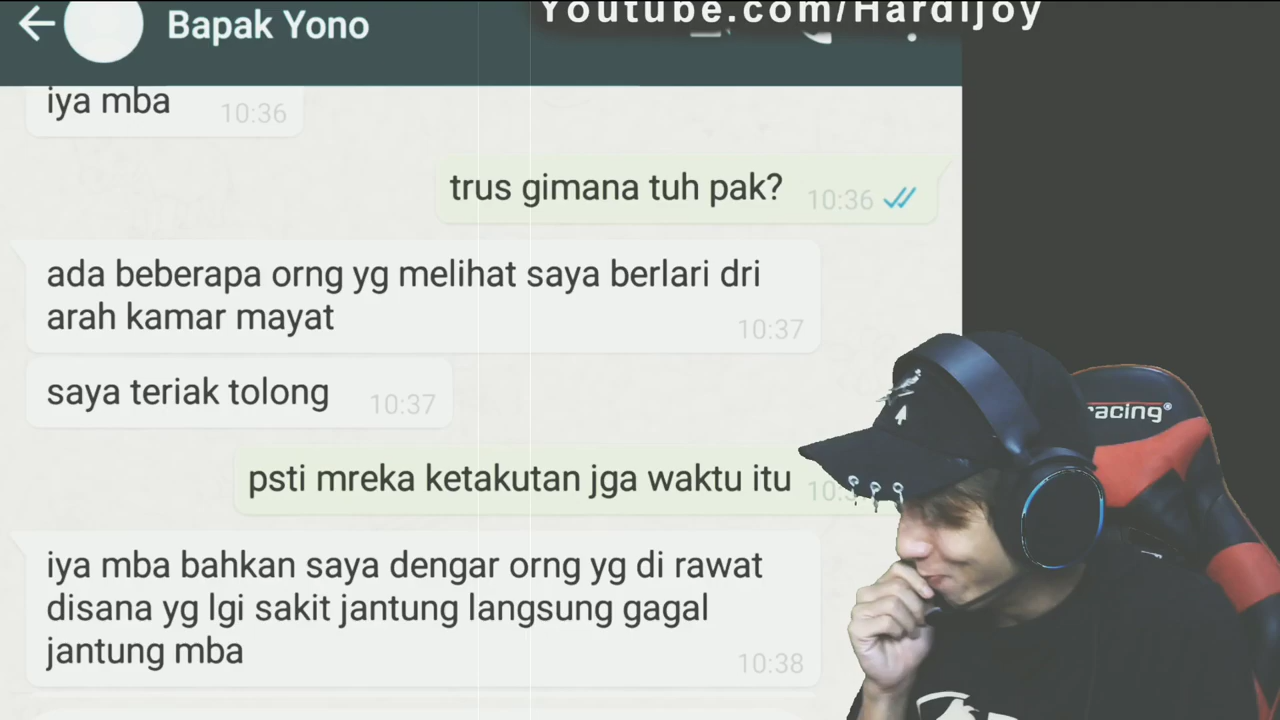 Youtube.com/Hardijoy
Bapak Yono
iya mba 10:36
trus gimana tuh pak? 10:36
ada beberapa orng yg melihat saya berlari dri
arah kamar mayat 10:37
saya teriak tolong 10:37
psti mreka ketakutan jga waktu itu
iya mba bahkan saya dengar orng yg di rawat
disana yg lgi sakit jantung langsung gagal
jantung mba 10:38
racing®